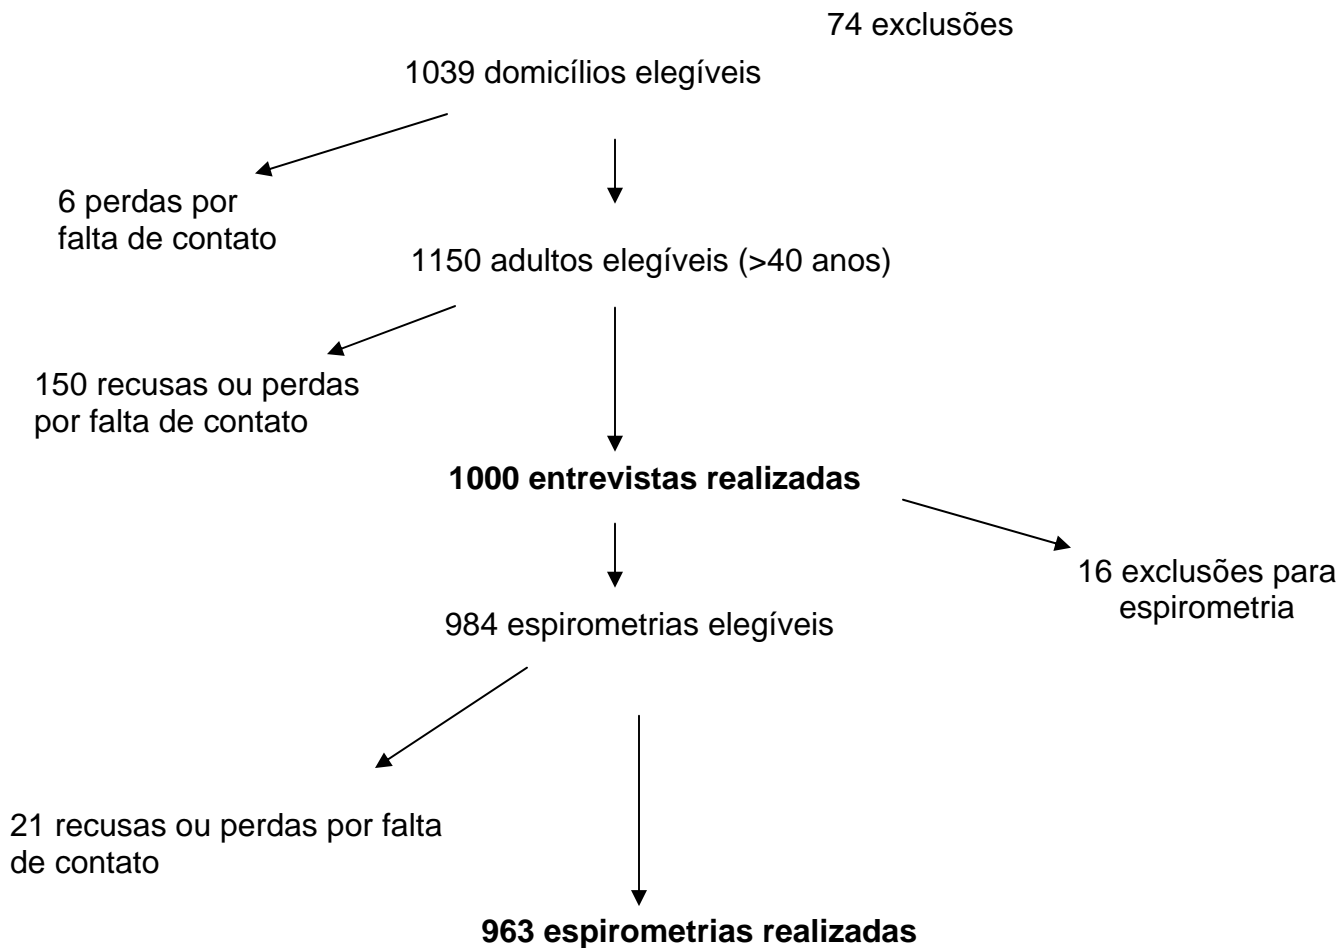 74 exclusões
1039 domicílios elegíveis
6 perdas por
falta de contato
1150 adultos elegíveis (>40 anos)
150 recusas ou perdas
por falta de contato
1000 entrevistas realizadas
16 exclusões para
espirometria
984 espirometrias elegíveis
21 recusas ou perdas por falta
de contato
963 espirometrias realizadas